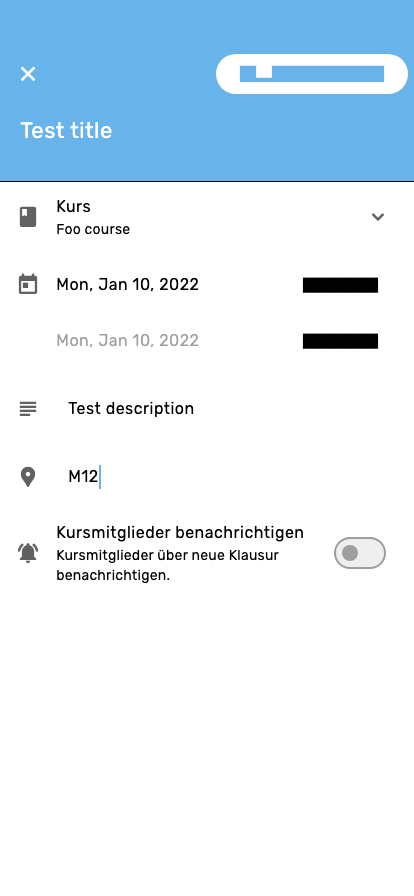 Test title
Kurs
Foo course
Mon, Jan 10, 2022
Mon, Jan 10, 2022
Test description
M12
Kursmitglieder benachrichtigen
Kursmitglieder über neue Klausur
benachrichtigen.